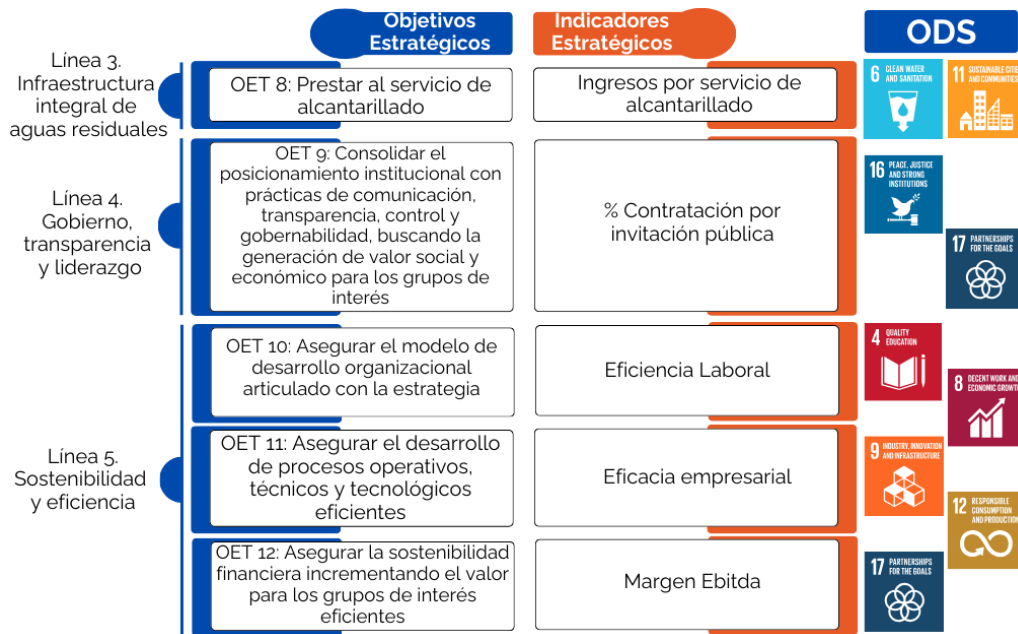 Objetivos
Estratégicos
Indicadores
Estratégicos
ODS
Línea 3.
Infraestructura
integral de
aguas residuales
OET 8: Prestar al servicio de
alcantarillado
Ingresos por servicio de
alcantarillado
6 CLEAN WATER
AND SANITATION
11 SUSTAINABLE CITIE
AND COMMUNITIES
Línea 4.
Gobierno,
transparencia
y liderazgo
OET 9: Consolidar el
posicionamiento institucional con
prácticas de comunicación,
transparencia, control y
gobernabilidad, buscando la
generación de valor social y
económico para los grupos de
interés
% Contratación por
invitación pública
16 PEACE, JUSTICE
AND STRONG
INSTITUTIONS
17 PARTNERSHIPS
FOR THE GOALS
Línea 5.
Sostenibilidad
y eficiencia
OET 10: Asegurar el modelo de
desarrollo organizacional
articulado con la estrategia
Eficiencia Laboral
4 QUALITY
EDUCATION
8 DECENT WORK AND
ECONOMIC GROWTH
OET 11: Asegurar el desarrollo
de procesos operativos,
técnicos y tecnológicos
eficientes
Eficacia empresarial
9 INDUSTRY, INNOVATION
AND INFRASTRUCTURE
12 RESPONSIBLE
CONSUMPTION
AND PRODUCTION
OET 12: Asegurar la sostenibilidad
financiera incrementando el valor
para los grupos de interés
eficientes
Margen Ebitda
17 PARTNERSHIPS
FOR THE GOALS